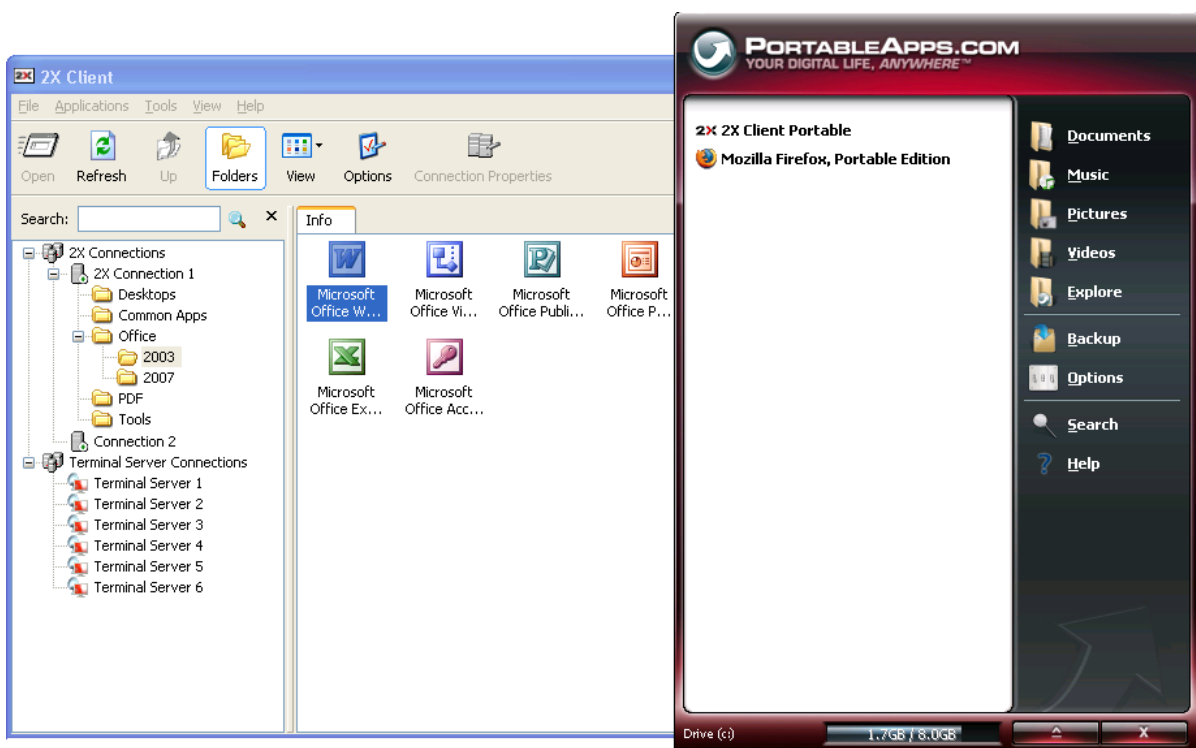 2X 2X Client
File Applications Tools View Help
Open Refresh Up Folders View Options Connection Properties
Search:
X
2X Connections
2X Connection 1
Desktops
Common Apps
Office
2003
2007
PDF
Tools
Connection 2
Terminal Server Connections
Terminal Server 1
Terminal Server 2
Terminal Server 3
Terminal Server 4
Terminal Server 5
Terminal Server 6
Info
Microsoft Office W...
Microsoft Office Vi...
Microsoft Office Publi...
Microsoft Office P...
Microsoft Office Ex...
Microsoft Office Acc...
PORTABLEAPPS.COM
YOUR DIGITAL LIFE, ANYWHERE™
2X 2X Client Portable
Mozilla Firefox, Portable Edition
Documents
Music
Pictures
Videos
Explore
Backup
Options
Search
Help
Drive (c:) 1.7GB / 8.0GB X